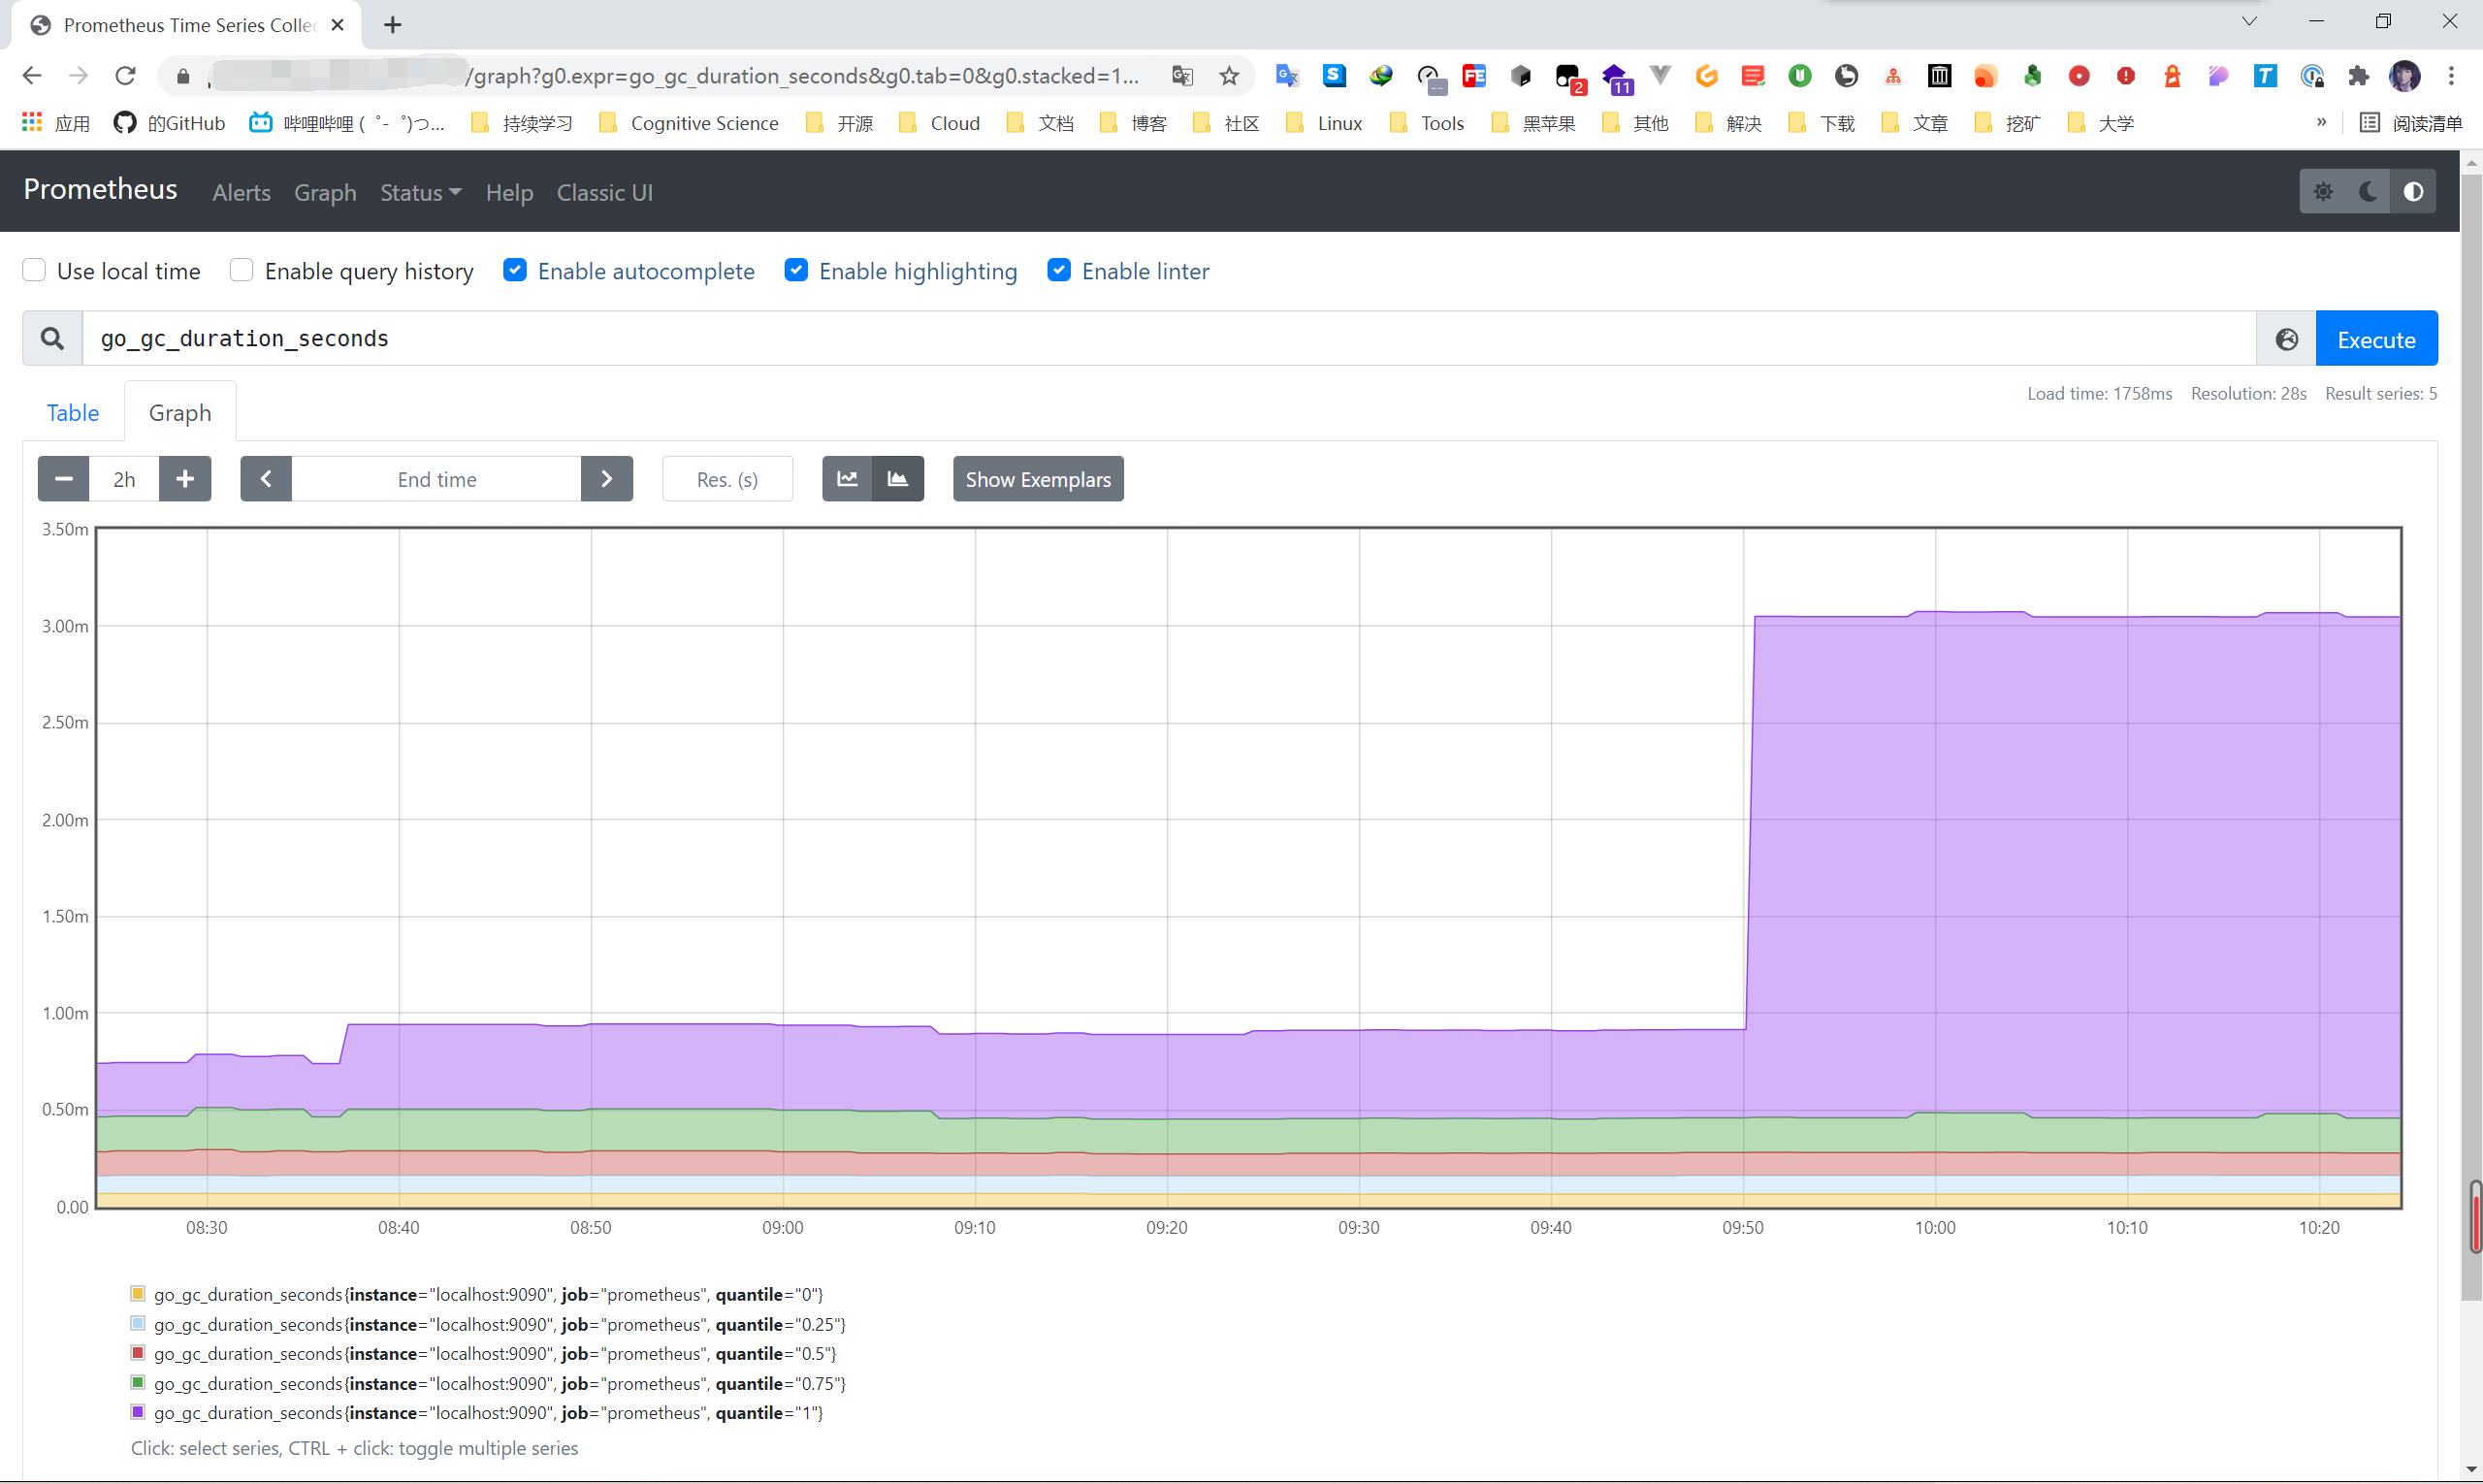 Prometheus Time Series Collec
/graph?g0.expr=go_gc_duration_seconds&g0.tab=0&g0.stacked=1...
2
11
应用 的GitHub 哔哩哔哩 ( ゜- ゜)つ... 持续学习 Cognitive Science 开源 Cloud 文档 博客 社区 Linux Tools 黑苹果 其他 解决 下载 文章 挖矿 大学 » 阅读清单
Prometheus Alerts Graph Status Help Classic UI
Use local time Enable query history Enable autocomplete Enable highlighting Enable linter
go_gc_duration_seconds Execute
Table Graph Load time: 1758ms Resolution: 28s Result series: 5
2h End time Res. (s) Show Exemplars
3.50m
3.00m
2.50m
2.00m
1.50m
1.00m
0.50m
0.00
08:30 08:40 08:50 09:00 09:10 09:20 09:30 09:40 09:50 10:00 10:10 10:20
go_gc_duration_seconds{instance="localhost:9090", job="prometheus", quantile="0"}
go_gc_duration_seconds{instance="localhost:9090", job="prometheus", quantile="0.25"}
go_gc_duration_seconds{instance="localhost:9090", job="prometheus", quantile="0.5"}
go_gc_duration_seconds{instance="localhost:9090", job="prometheus", quantile="0.75"}
go_gc_duration_seconds{instance="localhost:9090", job="prometheus", quantile="1"}
Click: select series, CTRL + click: toggle multiple series